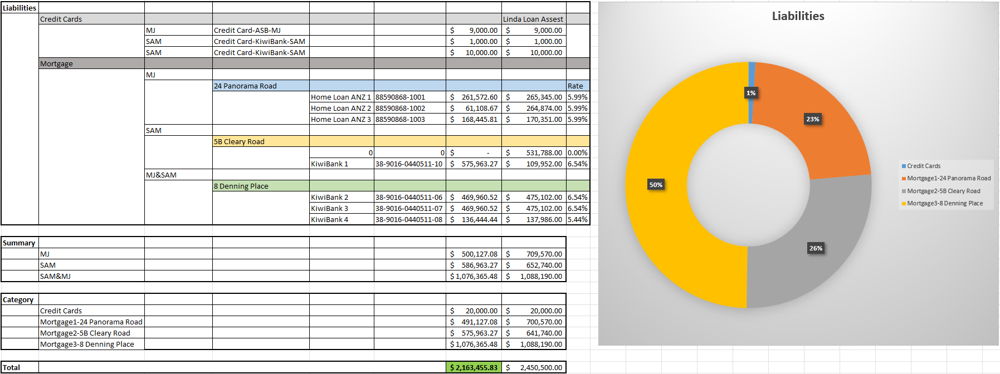 Liabilities
Credit Cards Linda Loan Assest
MJ Credit Card-ASB-MJ $ 9,000.00 $ 9,000.00
SAM Credit Card-KiwiBank-SAM $ 1,000.00 $ 1,000.00
SAM Credit Card-KiwiBank-SAM $ 10,000.00 $ 10,000.00
Mortgage
MJ
24 Panorama Road Rate
Home Loan ANZ 1 88590868-1001 $ 261,572.60 $ 265,345.00 5.99%
Home Loan ANZ 2 88590868-1002 $ 61,108.67 $ 264,874.00 5.99%
Home Loan ANZ 3 88590868-1003 $ 168,445.81 $ 170,351.00 5.99%
SAM
5B Cleary Road
0 0 $ - $ 531,788.00 0.00%
KiwiBank 1 38-9016-0440511-10 $ 575,963.27 $ 109,952.00 6.54%
MJ&SAM
8 Denning Place
KiwiBank 2 38-9016-0440511-06 $ 469,960.52 $ 475,102.00 6.54%
KiwiBank 3 38-9016-0440511-07 $ 469,960.52 $ 475,102.00 6.54%
KiwiBank 4 38-9016-0440511-08 $ 136,444.44 $ 137,986.00 5.44%
Summary
MJ $ 500,127.08 $ 709,570.00
SAM $ 586,963.27 $ 652,740.00
SAM&MJ $ 1,076,365.48 $ 1,088,190.00
Category
Credit Cards $ 20,000.00 $ 20,000.00
Mortgage1-24 Panorama Road $ 491,127.08 $ 700,570.00
Mortgage2-5B Cleary Road $ 575,963.27 $ 641,740.00
Mortgage3-8 Denning Place $ 1,076,365.48 $ 1,088,190.00
Total $ 2,163,455.83 $ 2,450,500.00
Liabilities
1%
23%
50%
26%
Credit Cards
Mortgage1-24 Panorama Road
Mortgage2-5B Cleary Road
Mortgage3-8 Denning Place